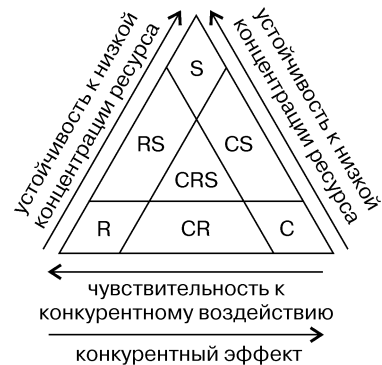 устойчивость к низкой
концентрации ресурса
устойчивость к низкой
концентрации ресурса
S
RS
CS
CRS
R
CR
C
чувствительность к
конкурентному воздействию
конкурентный эффект